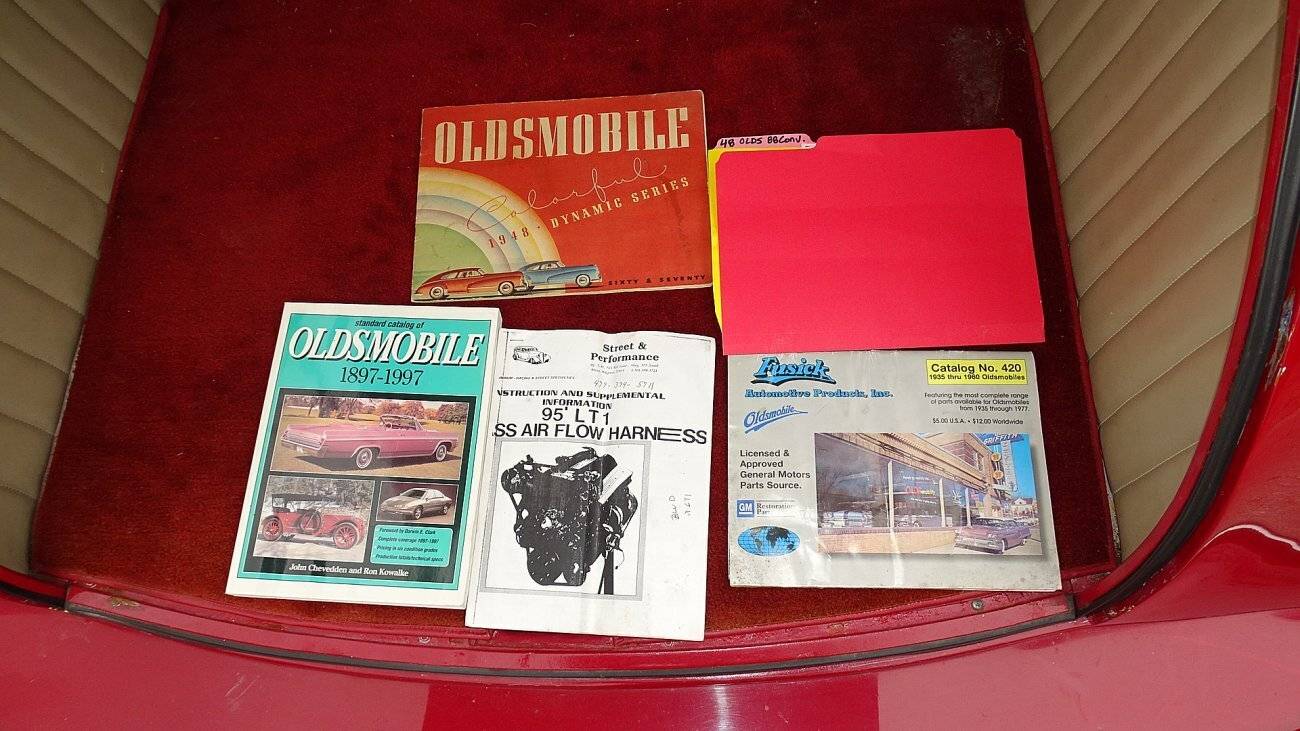 OLDSMOBILE
Colorful
1948 - DYNAMIC SERIES
SIXTY & SEVENTY
48 OLDS 88 Conv.
standard catalog of
OLDSMOBILE
1897-1997
Foreword by Darwin E. Clark
Complete coverage 1897-1997
Pricing in six condition grades
Production totals/technical specs
John Chevedden and Ron Kowalke
Street &
Performance
NSTRUCTION AND SUPPLEMENTAL
INFORMATION
95' LT1
SS AIR FLOW HARNESS
Fusick
Automotive Products, Inc.
Oldsmobile
Catalog No. 420
1935 thru 1960 Oldsmobiles
Featuring the most complete range
of parts available for Oldsmobiles
from 1935 through 1977.
$5.00 U.S.A. • $12.00 Worldwide
Licensed &
Approved
General Motors
Parts Source.
GM
Restoration
GRIFFITH